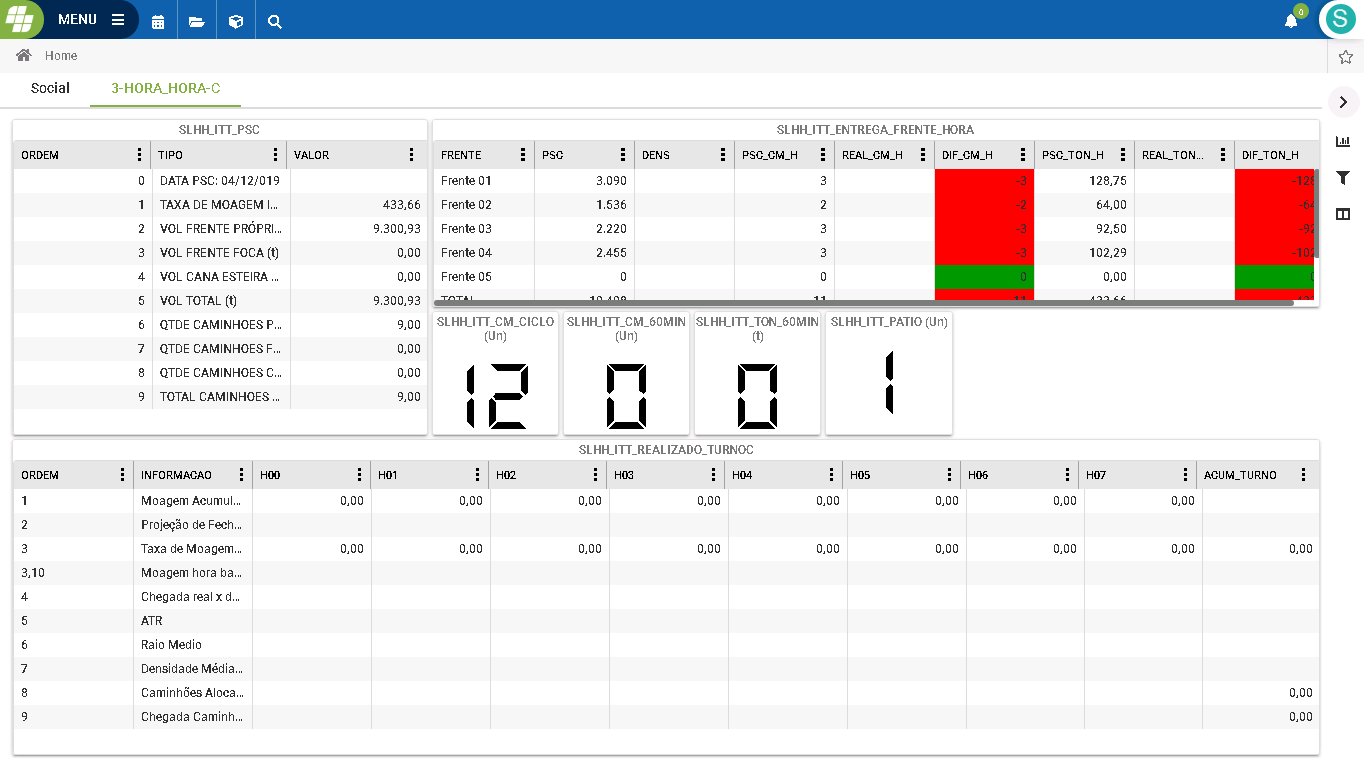 MENU
0
S
Home
Social 3-HORA_HORA-C
SLHH_ITT_PSC
ORDEM TIPO VALOR
0 DATA PSC: 04/12/019
1 TAXA DE MOAGEM I... 433,66
2 VOL FRENTE PRÓPRI... 9.300,93
3 VOL FRENTE FOCA (t) 0,00
4 VOL CANA ESTEIRA ... 0,00
5 VOL TOTAL (t) 9.300,93
6 QTDE CAMINHOES P... 9,00
7 QTDE CAMINHOES F... 0,00
8 QTDE CAMINHOES C... 0,00
9 TOTAL CAMINHOES ... 9,00
SLHH_ITT_ENTREGA_FRENTE_HORA
FRENTE PSC DENS PSC_CM_H REAL_CM_H DIF_CM_H PSC_TON_H REAL_TON... DIF_TON_H
Frente 01 3.090 3 -3 128,75 -128
Frente 02 1.536 2 -2 64,00 -64
Frente 03 2.220 3 -3 92,50 -92
Frente 04 2.455 3 -3 102,29 -102
Frente 05 0 0 0 0,00
TOTAL 11 433,66
SLHH_ITT_CM_CICLO
(Un)
12
SLHH_ITT_CM_60MIN
(Un)
0
SLHH_ITT_TON_60MIN
(t)
0
SLHH_ITT_PATIO (Un)
1
SLHH_ITT_REALIZADO_TURNOC
ORDEM INFORMACAO H00 H01 H02 H03 H04 H05 H06 H07 ACUM_TURNO
1 Moagem Acumul... 0,00 0,00 0,00 0,00 0,00 0,00 0,00 0,00
2 Projeção de Fech...
3 Taxa de Moagem... 0,00 0,00 0,00 0,00 0,00 0,00 0,00 0,00 0,00
3,10 Moagem hora ba...
4 Chegada real x d...
5 ATR
6 Raio Medio
7 Densidade Média...
8 Caminhões Aloca... 0,00
9 Chegada Caminh... 0,00